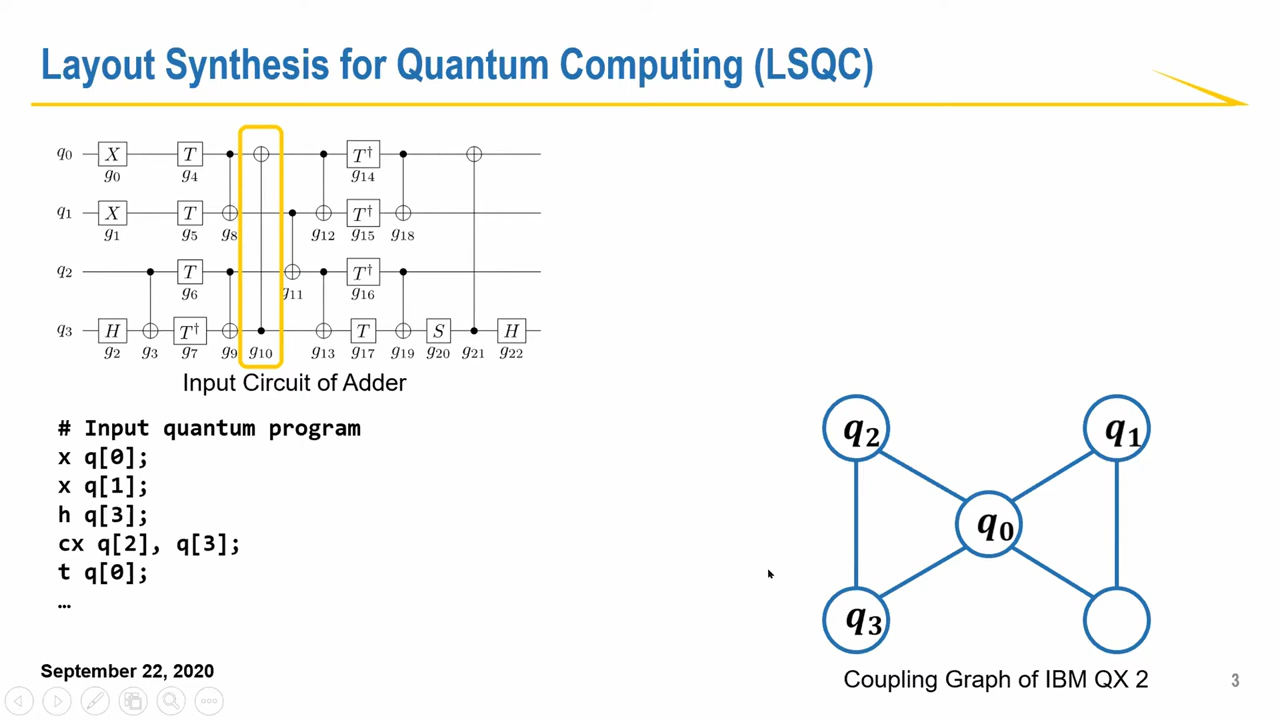 Layout Synthesis for Quantum Computing (LSQC)
q0 X T T†
g0 g4 g14
q1 X T T†
g1 g5 g8 g12 g15 g18
q2 T T†
g6 g11 g16
q3 H T† T S H
g2 g3 g7 g9 g10 g13 g17 g19 g20 g21 g22
Input Circuit of Adder
# Input quantum program
x q[0];
x q[1];
h q[3];
cx q[2], q[3];
t q[0];
…
q2 q1
q0
q3
Coupling Graph of IBM QX 2
September 22, 2020
3